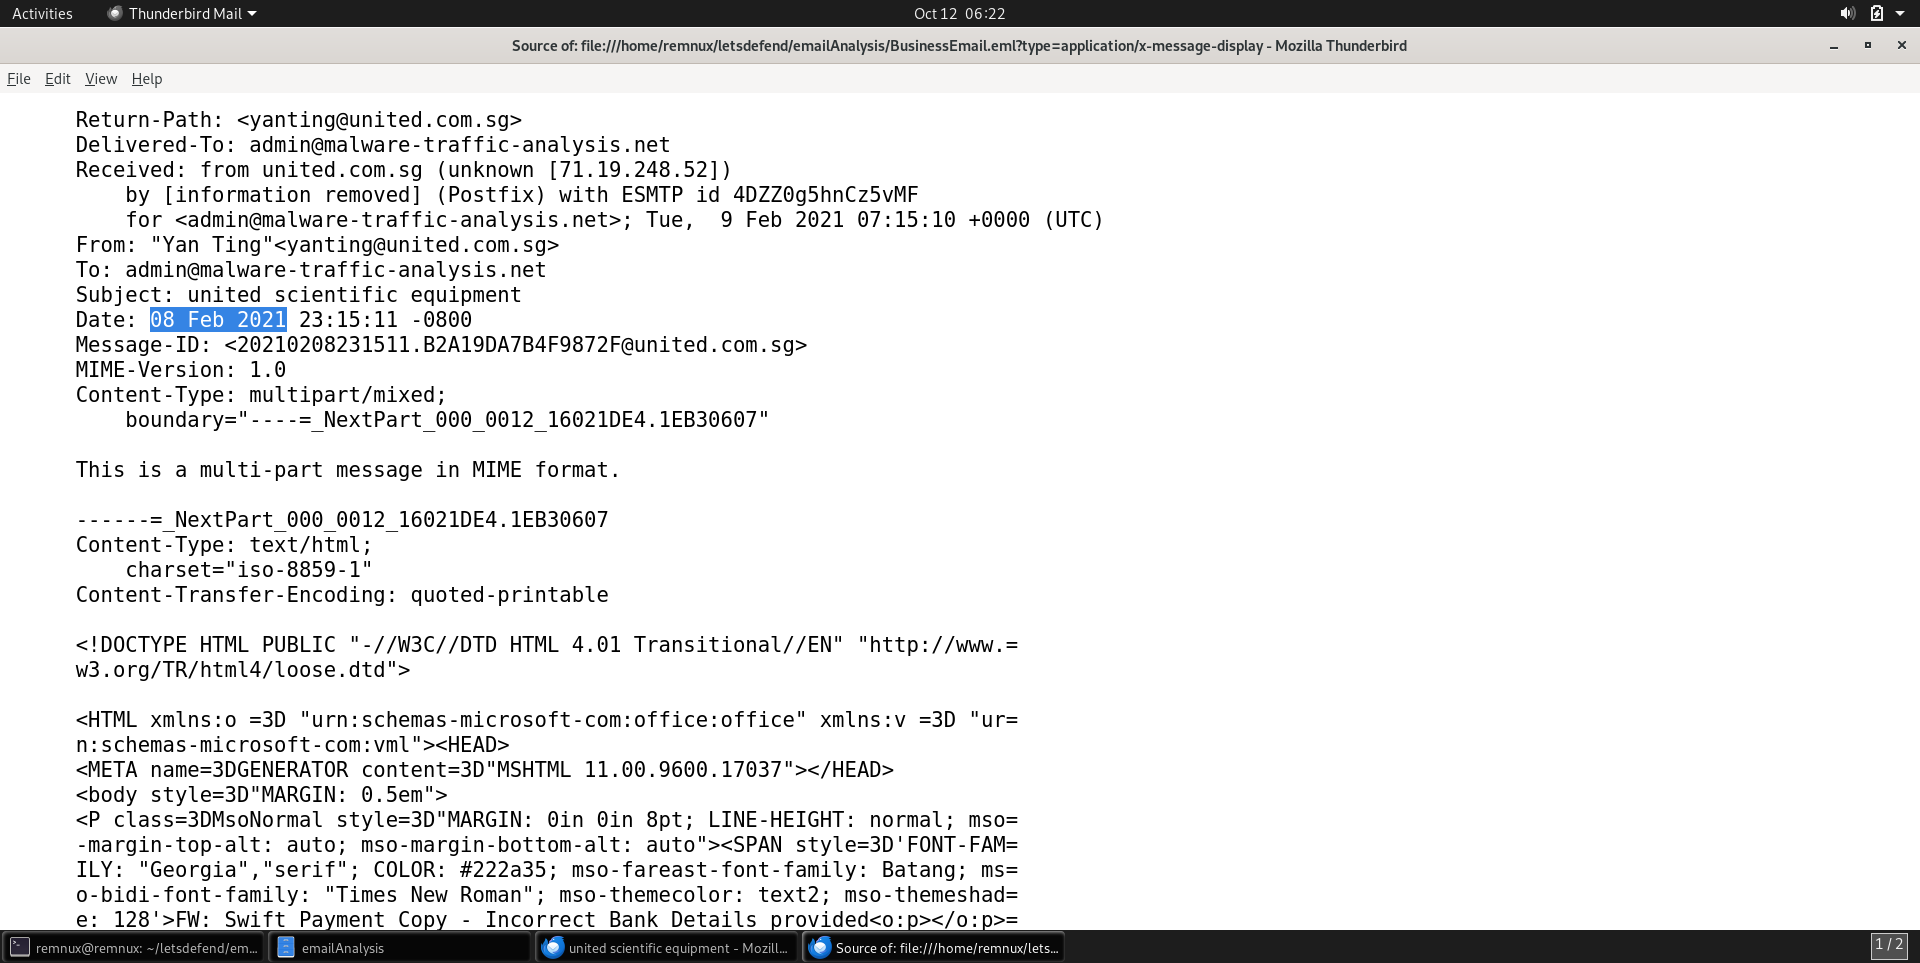 Activities Thunderbird Mail Oct 12 06:22
Source of: file:///home/remnux/letsdefend/emailAnalysis/BusinessEmail.eml?type=application/x-message-display - Mozilla Thunderbird
File Edit View Help
Return-Path: <yanting@united.com.sg>
Delivered-To: admin@malware-traffic-analysis.net
Received: from united.com.sg (unknown [71.19.248.52])
    by [information removed] (Postfix) with ESMTP id 4DZZ0g5hnCz5vMF
    for <admin@malware-traffic-analysis.net>; Tue,  9 Feb 2021 07:15:10 +0000 (UTC)
From: "Yan Ting"<yanting@united.com.sg>
To: admin@malware-traffic-analysis.net
Subject: united scientific equipment
Date: 08 Feb 2021 23:15:11 -0800
Message-ID: <20210208231511.B2A19DA7B4F9872F@united.com.sg>
MIME-Version: 1.0
Content-Type: multipart/mixed;
    boundary="----=_NextPart_000_0012_16021DE4.1EB30607"

This is a multi-part message in MIME format.

------=_NextPart_000_0012_16021DE4.1EB30607
Content-Type: text/html;
    charset="iso-8859-1"
Content-Transfer-Encoding: quoted-printable

<!DOCTYPE HTML PUBLIC "-//W3C//DTD HTML 4.01 Transitional//EN" "http://www.=
w3.org/TR/html4/loose.dtd">

<HTML xmlns:o =3D "urn:schemas-microsoft-com:office:office" xmlns:v =3D "ur=
n:schemas-microsoft-com:vml"><HEAD>
<META name=3DGENERATOR content=3D"MSHTML 11.00.9600.17037"></HEAD>
<body style=3D"MARGIN: 0.5em">
<P class=3DMsoNormal style=3D"MARGIN: 0in 0in 8pt; LINE-HEIGHT: normal; mso=
-margin-top-alt: auto; mso-margin-bottom-alt: auto"><SPAN style=3D'FONT-FAM=
ILY: "Georgia","serif"; COLOR: #222a35; mso-fareast-font-family: Batang; ms=
o-bidi-font-family: "Times New Roman"; mso-themecolor: text2; mso-themeshad=
e: 128'>FW: Swift Payment Copy - Incorrect Bank Details provided<o:p></o:p>=
remnux@remnux: ~/letsdefend/em... emailAnalysis united scientific equipment - Mozill... Source of: file:///home/remnux/lets... 1 / 2